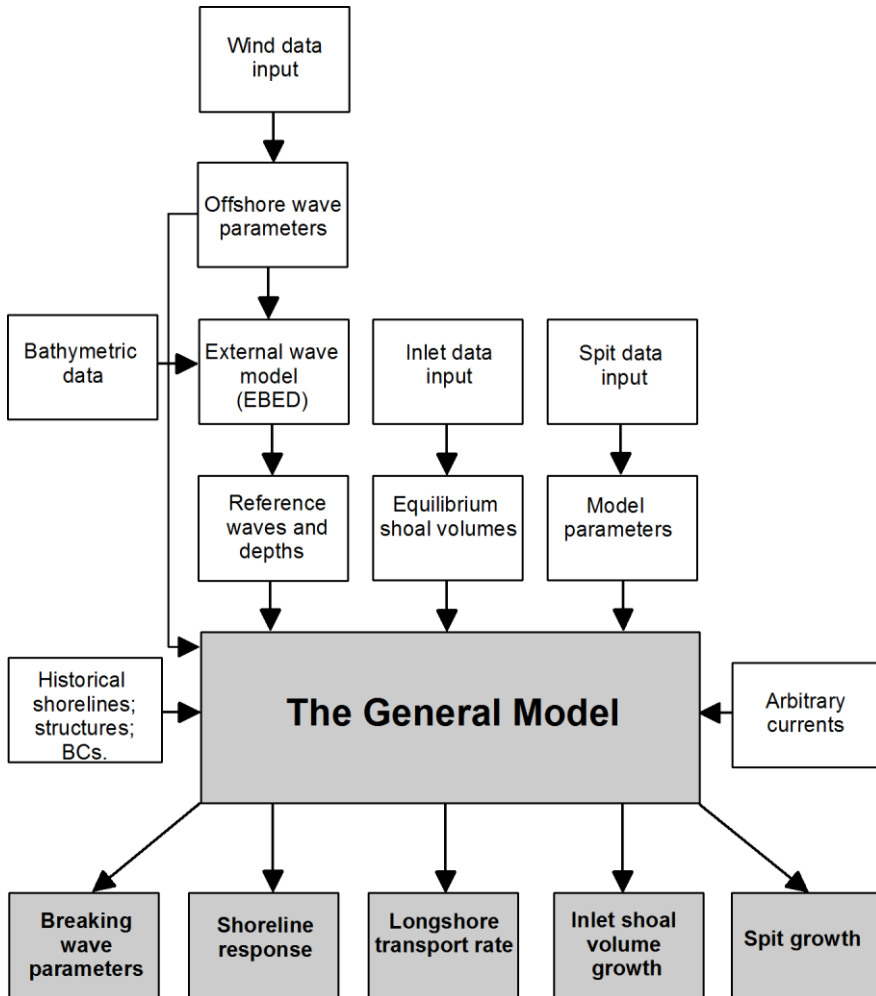 Wind data
input
Offshore wave
parameters
Bathymetric
data
External wave
model
(EBED)
Inlet data
input
Spit data
input
Reference
waves and
depths
Equilibrium
shoal volumes
Model
parameters
Historical
shorelines;
structures;
BCs.
The General Model
Arbitrary
currents
Breaking
wave
parameters
Shoreline
response
Longshore
transport rate
Inlet shoal
volume
growth
Spit growth